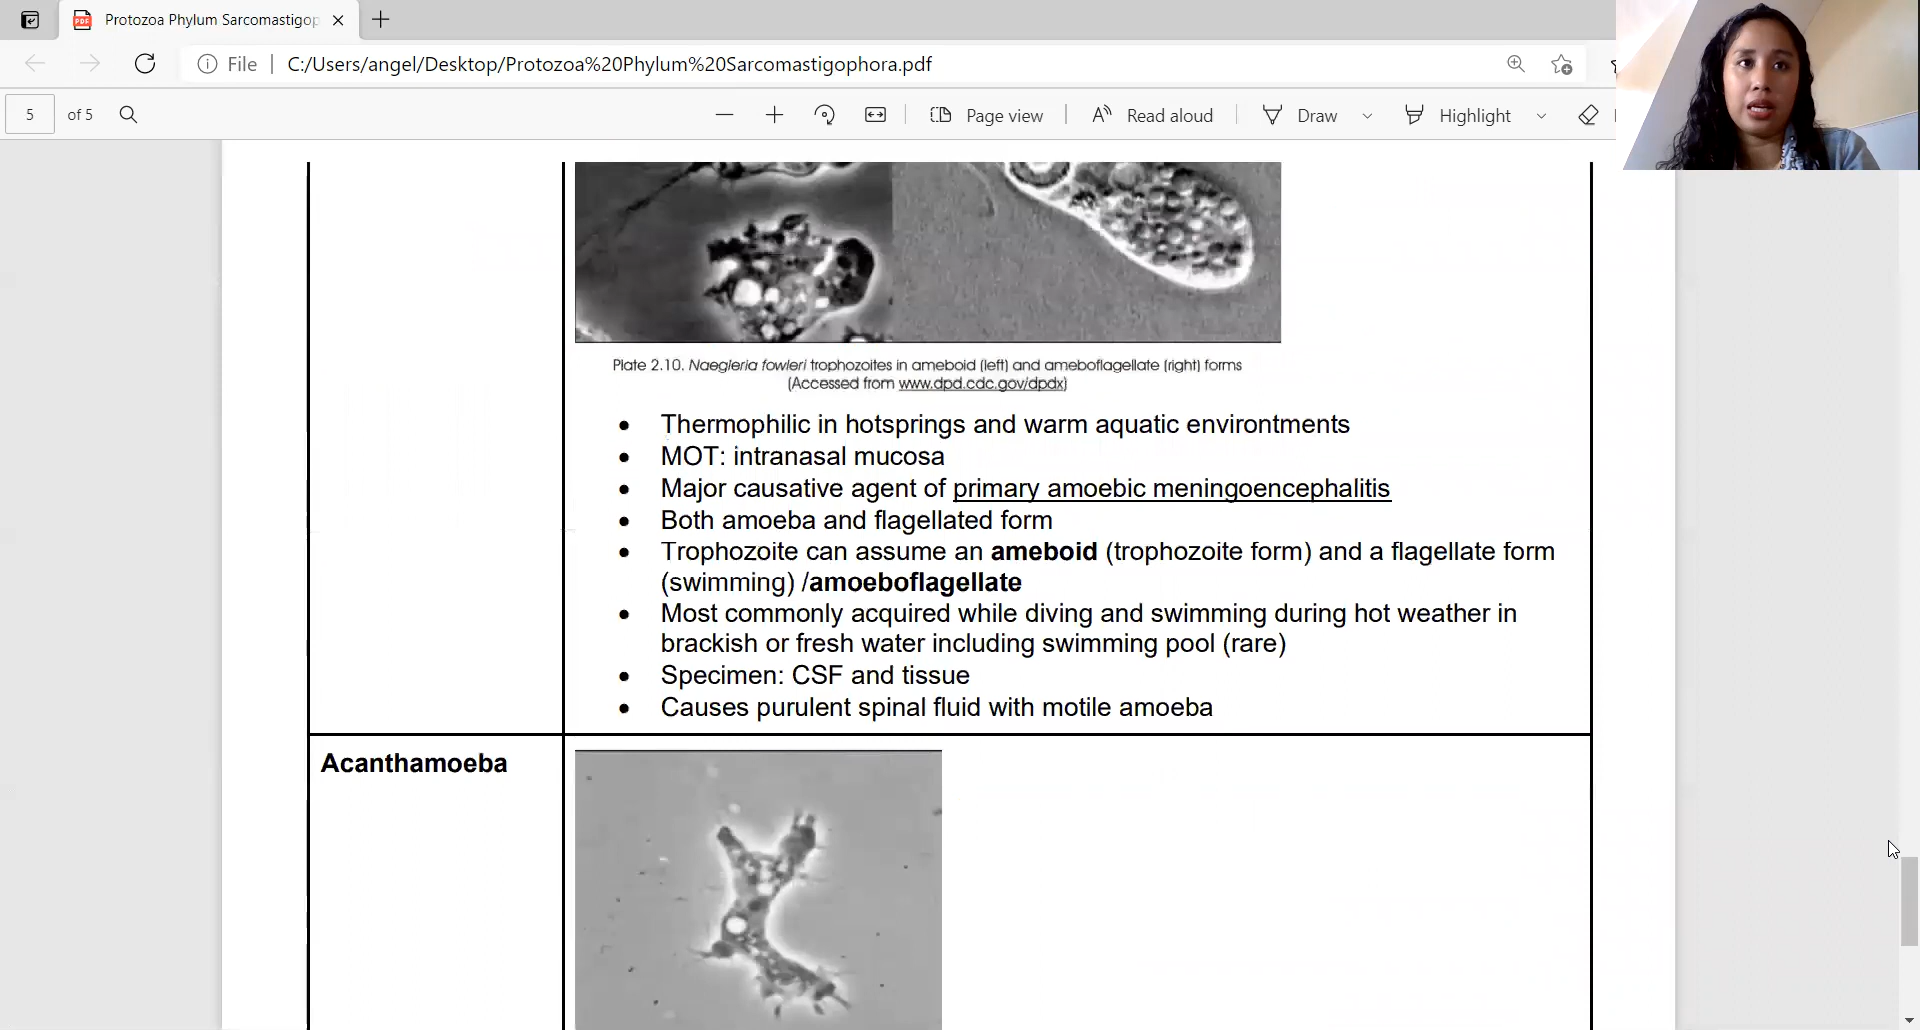 Protozoa Phylum Sarcomastigop
File
C:/Users/angel/Desktop/Protozoa%20Phylum%20Sarcomastigophora.pdf
5 of 5
Page view
Read aloud
Draw
Highlight
Plate 2.10. Naegleria fowleri trophozoites in ameboid (left) and ameboflagellate (right) forms
(Accessed from www.dpd.cdc.gov/dpdx)
• Thermophilic in hotsprings and warm aquatic environtments
• MOT: intranasal mucosa
• Major causative agent of primary amoebic meningoencephalitis
• Both amoeba and flagellated form
• Trophozoite can assume an ameboid (trophozoite form) and a flagellate form
(swimming) /amoeboflagellate
• Most commonly acquired while diving and swimming during hot weather in
brackish or fresh water including swimming pool (rare)
• Specimen: CSF and tissue
• Causes purulent spinal fluid with motile amoeba
Acanthamoeba